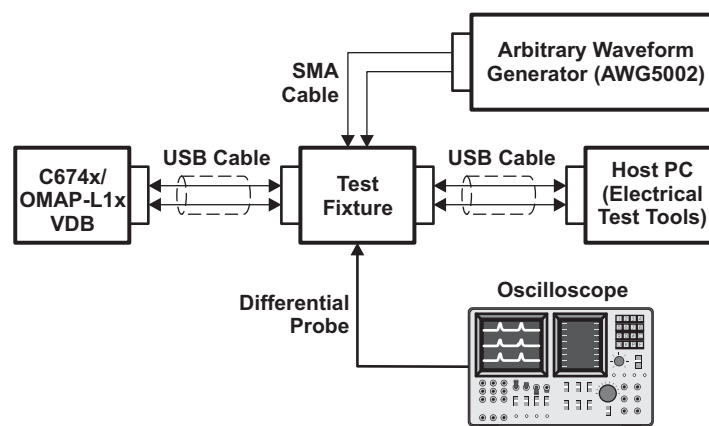 Arbitrary Waveform
Generator (AWG5002)
SMA
Cable
USB Cable
USB Cable
C674x/
OMAP-L1x
VDB
Test
Fixture
Host PC
(Electrical
Test Tools)
Differential
Probe
Oscilloscope